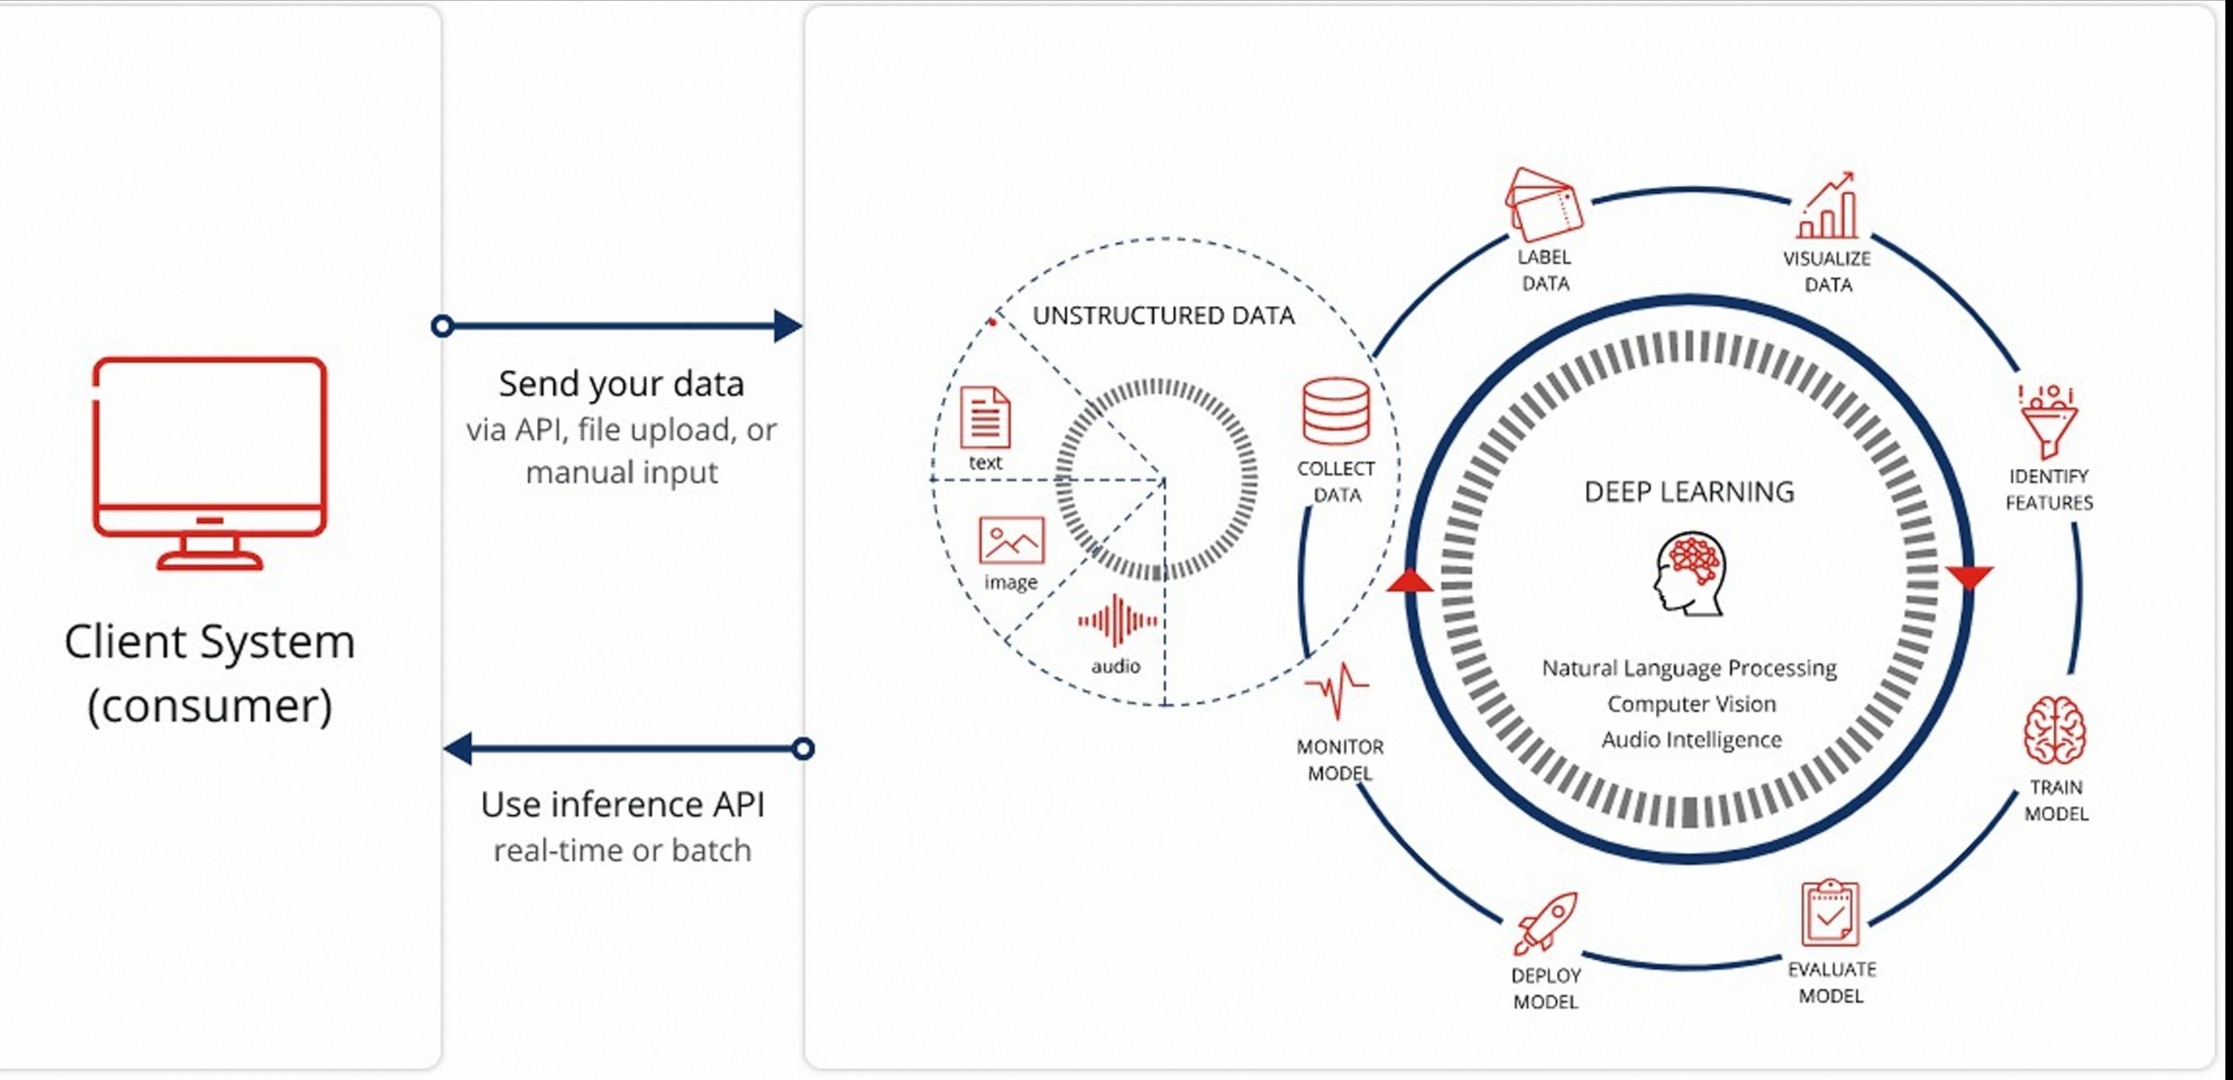 Client System
(consumer)
Send your data
via API, file upload, or
manual input
Use inference API
real-time or batch
UNSTRUCTURED DATA
text
image
audio
COLLECT
DATA
LABEL
DATA
VISUALIZE
DATA
IDENTIFY
FEATURES
TRAIN
MODEL
EVALUATE
MODEL
DEPLOY
MODEL
MONITOR
MODEL
DEEP LEARNING
Natural Language Processing
Computer Vision
Audio Intelligence